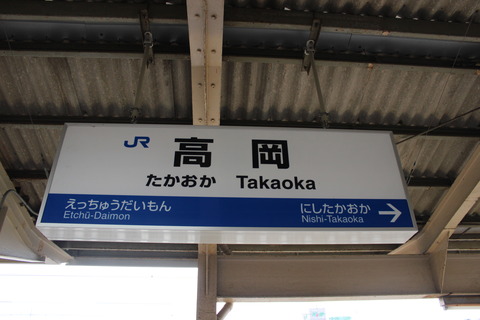 JR 高岡
たかおか Takaoka
えっちゅうだいもん にしたかおか →
Etchū-Daimon Nishi-Takaoka